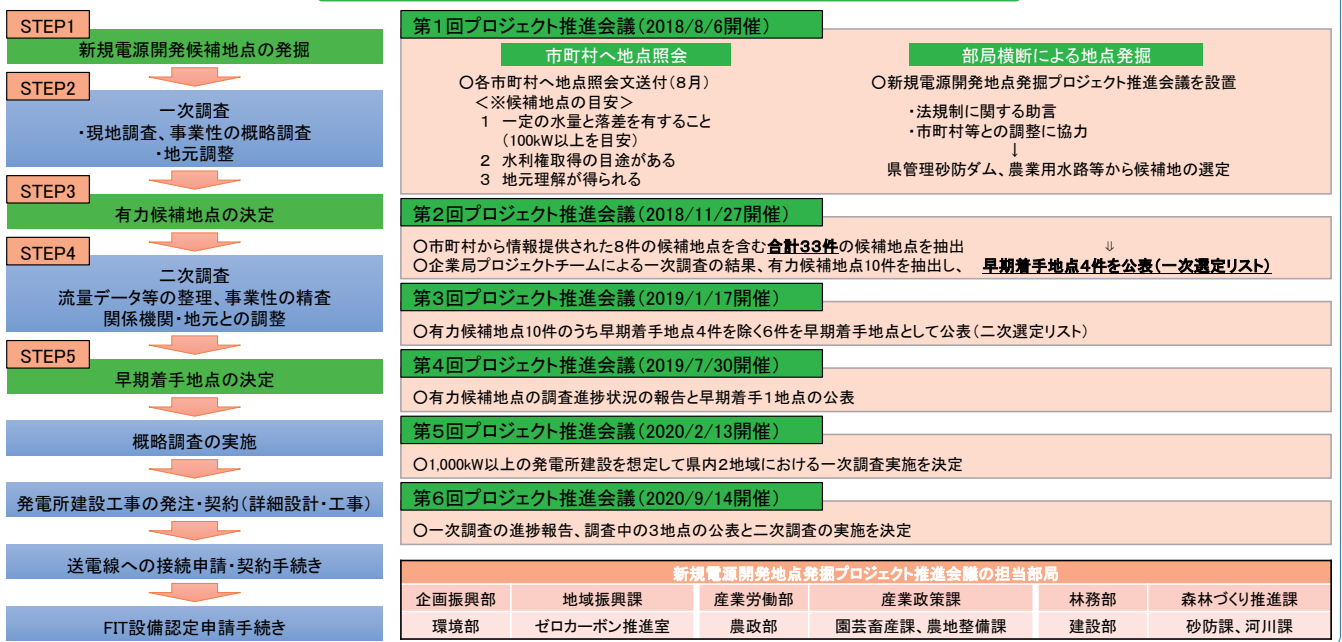 STEP1
新規電源開発候補地点の発掘
STEP2
一次調査
・現地調査、事業性の概略調査
・地元調整
STEP3
有力候補地点の決定
STEP4
二次調査
流量データ等の整理、事業性の精査
関係機関・地元との調整
STEP5
早期着手地点の決定
概略調査の実施
発電所建設工事の発注・契約(詳細設計・工事)
送電線への接続申請・契約手続き
FIT設備認定申請手続き
第1回プロジェクト推進会議(2018/8/6開催)
市町村へ地点照会
○各市町村へ地点照会文送付(8月)
<※候補地点の目安>
1 一定の水量と落差を有すること
(100kW以上を目安)
2 水利権取得の目途がある
3 地元理解が得られる
部局横断による地点発掘
○新規電源開発地点発掘プロジェクト推進会議を設置
・法規制に関する助言
・市町村等との調整に協力
↓
県管理砂防ダム、農業用水路等から候補地の選定
第2回プロジェクト推進会議(2018/11/27開催)
○市町村から情報提供された8件の候補地点を含む合計33件の候補地点を抽出 ⇓
○企業局プロジェクトチームによる一次調査の結果、有力候補地点10件を抽出し、 早期着手地点4件を公表(一次選定リスト)
第3回プロジェクト推進会議(2019/1/17開催)
○有力候補地点10件のうち早期着手地点4件を除く6件を早期着手地点として公表(二次選定リスト)
第4回プロジェクト推進会議(2019/7/30開催)
○有力候補地点の調査進捗状況の報告と早期着手1地点の公表
第5回プロジェクト推進会議(2020/2/13開催)
○1,000kW以上の発電所建設を想定して県内2地域における一次調査実施を決定
第6回プロジェクト推進会議(2020/9/14開催)
○一次調査の進捗報告、調査中の3地点の公表と二次調査の実施を決定
新規電源開発地点発掘プロジェクト推進会議の担当部局
企画振興部 地域振興課 産業労働部 産業政策課 林務部 森林づくり推進課
環境部 ゼロカーボン推進室 農政部 園芸畜産課、農地整備課 建設部 砂防課、河川課